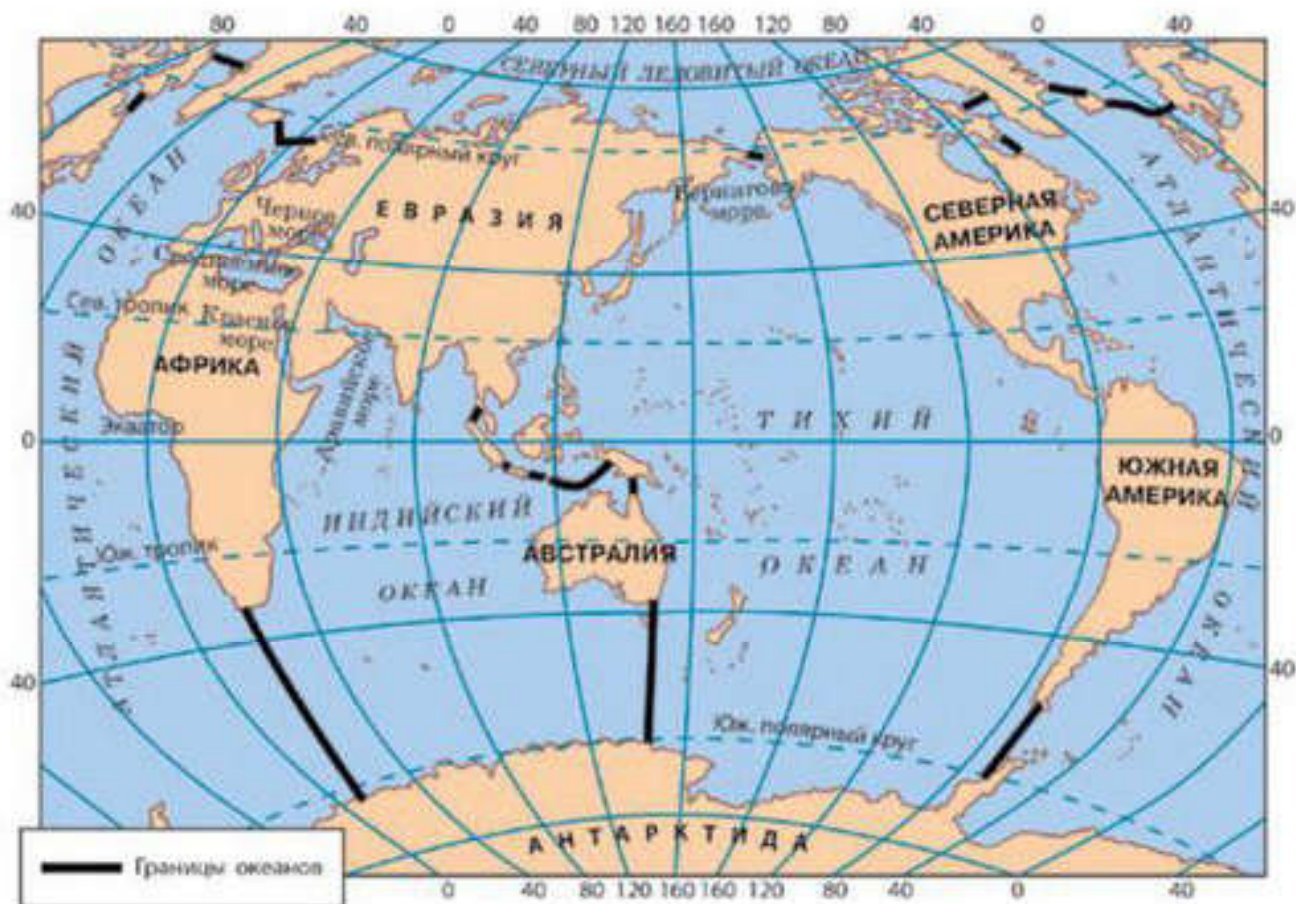 80 40 0 40 80 120 160 160 120 80 40 0 40
СЕВЕРНЫЙ ЛЕДОВИТЫЙ ОКЕАН
Сев. полярный круг
ОКЕАН
АТЛАНТИЧЕСКИЙ
Берингово
море
Черное
море
ЕВРАЗИЯ
СЕВЕРНАЯ
АМЕРИКА
40
40
Средиземное
море
Сев. тропик
Красное
море
АФРИКА
Аравийское
море
Экватор
0
0
ТИХИЙ
ЮЖНАЯ
АМЕРИКА
ИНДИЙСКИЙ
АВСТРАЛИЯ
Юж. тропик
ОКЕАН
ОКЕАН
АТЛАНТИЧЕСКИЙ
ОКЕАН
40
40
Юж. полярный круг
АНТАРКТИДА
Границы океанов
0 40 80 120 160 160 120 80 40 0 40